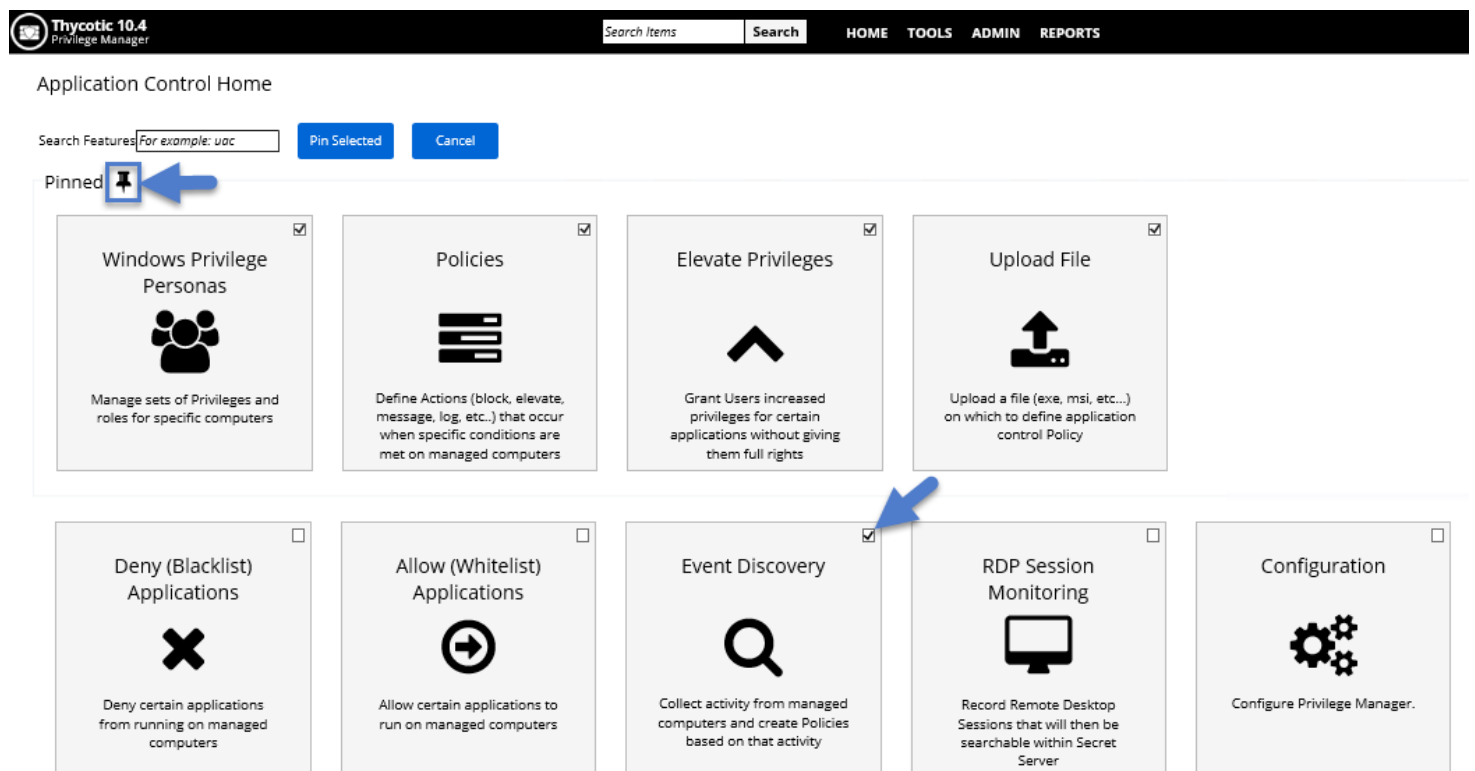 Thycotic 10.4
Privilege Manager
Search Items
Search
HOME TOOLS ADMIN REPORTS
Application Control Home
Search Features For example: uac
Pin Selected
Cancel
Pinned
Windows Privilege
Personas
Manage sets of Privileges and
roles for specific computers
Policies
Define Actions (block, elevate,
message, log, etc..) that occur
when specific conditions are
met on managed computers
Elevate Privileges
Grant Users increased
privileges for certain
applications without giving
them full rights
Upload File
Upload a file (exe, msi, etc...)
on which to define application
control Policy
Deny (Blacklist)
Applications
Deny certain applications
from running on managed
computers
Allow (Whitelist)
Applications
Allow certain applications to
run on managed computers
Event Discovery
Collect activity from managed
computers and create Policies
based on that activity
RDP Session
Monitoring
Record Remote Desktop
Sessions that will then be
searchable within Secret
Server
Configuration
Configure Privilege Manager.